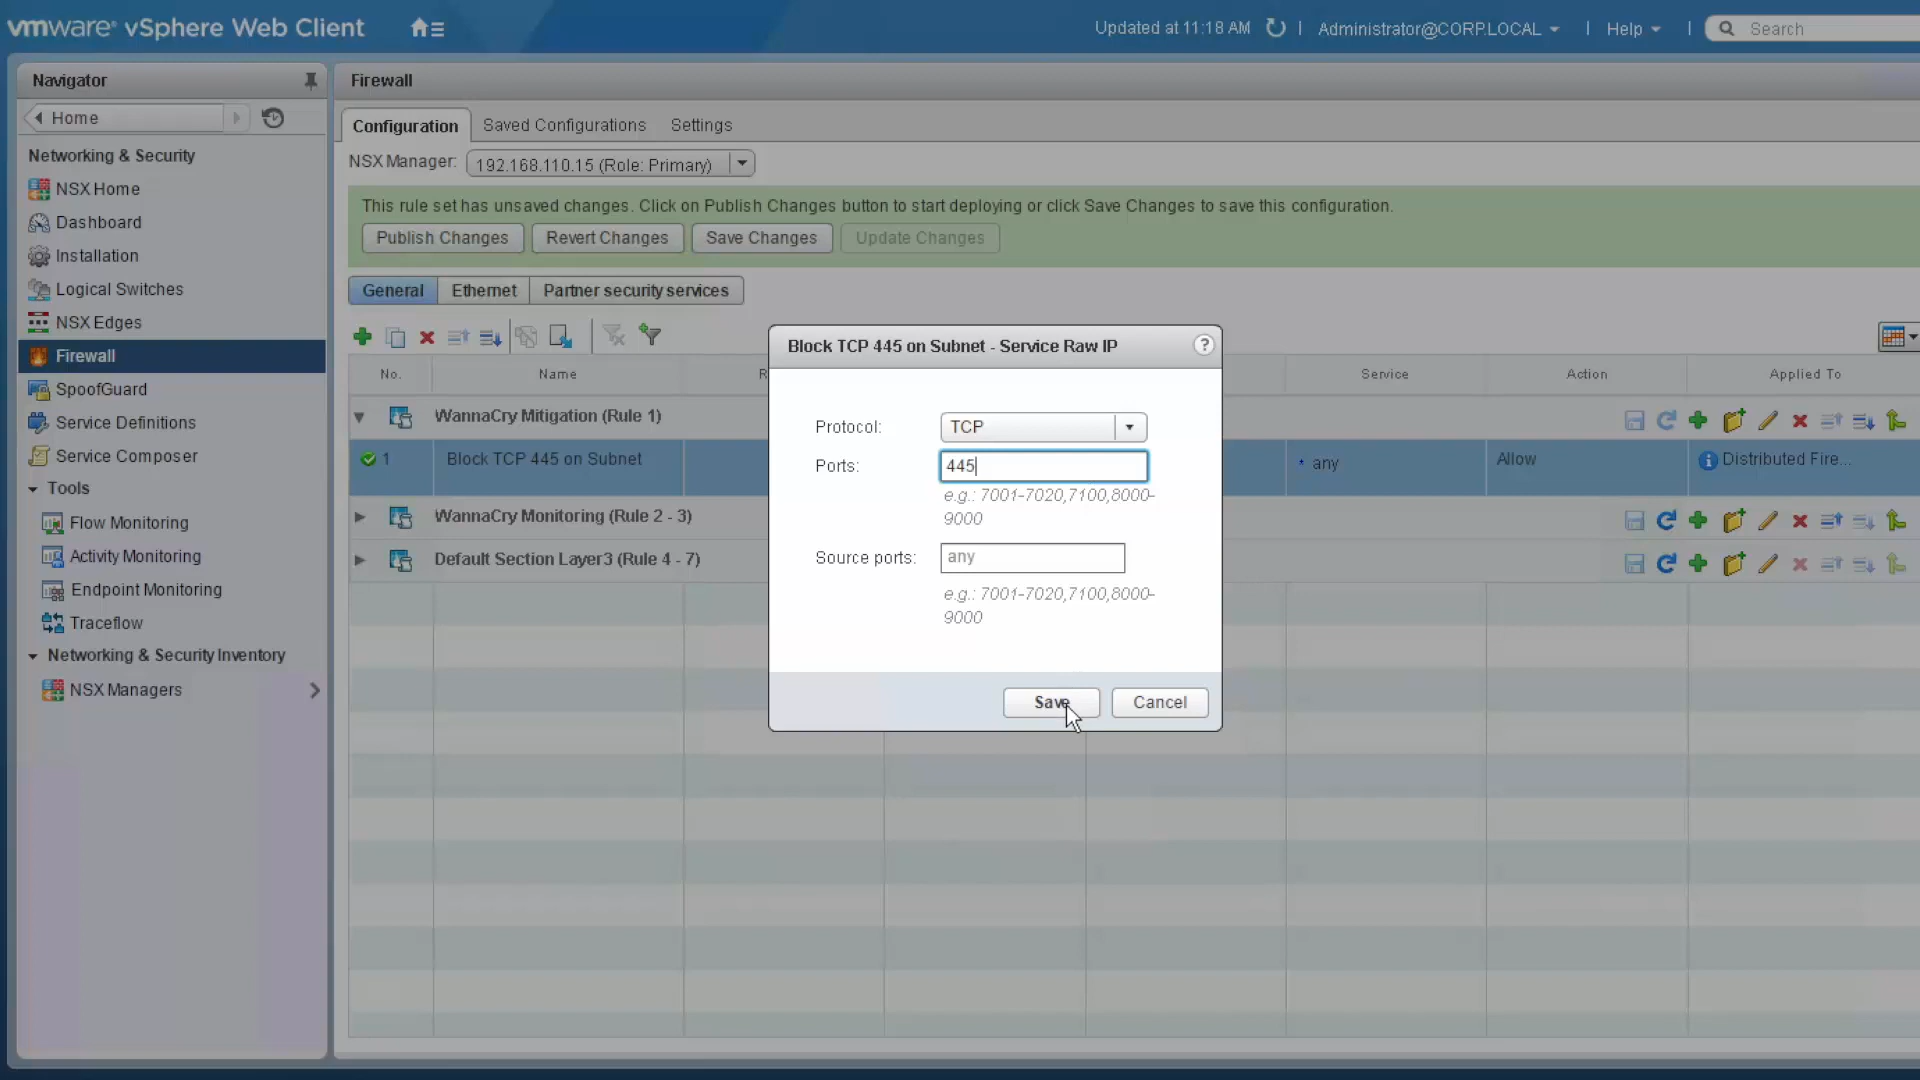 vmware® vSphere Web Client
Updated at 11:18 AM
Administrator@CORP.LOCAL
Help
Search
Navigator
Home
Networking & Security
NSX Home
Dashboard
Installation
Logical Switches
NSX Edges
Firewall
SpoofGuard
Service Definitions
Service Composer
Tools
Flow Monitoring
Activity Monitoring
Endpoint Monitoring
Traceflow
Networking & Security Inventory
NSX Managers
Firewall
Configuration Saved Configurations Settings
NSX Manager: 192.168.110.15 (Role: Primary)
This rule set has unsaved changes. Click on Publish Changes button to start deploying or click Save Changes to save this configuration.
Publish Changes Revert Changes Save Changes Update Changes
General Ethernet Partner security services
No. Name R Service Action Applied To
WannaCry Mitigation (Rule 1)
1 Block TCP 445 on Subnet * any Allow Distributed Fire...
WannaCry Monitoring (Rule 2 - 3)
Default Section Layer3 (Rule 4 - 7)
Block TCP 445 on Subnet - Service Raw IP ?
Protocol: TCP
Ports: 445
e.g.: 7001-7020,7100,8000-
9000
Source ports: any
e.g.: 7001-7020,7100,8000-
9000
Save Cancel